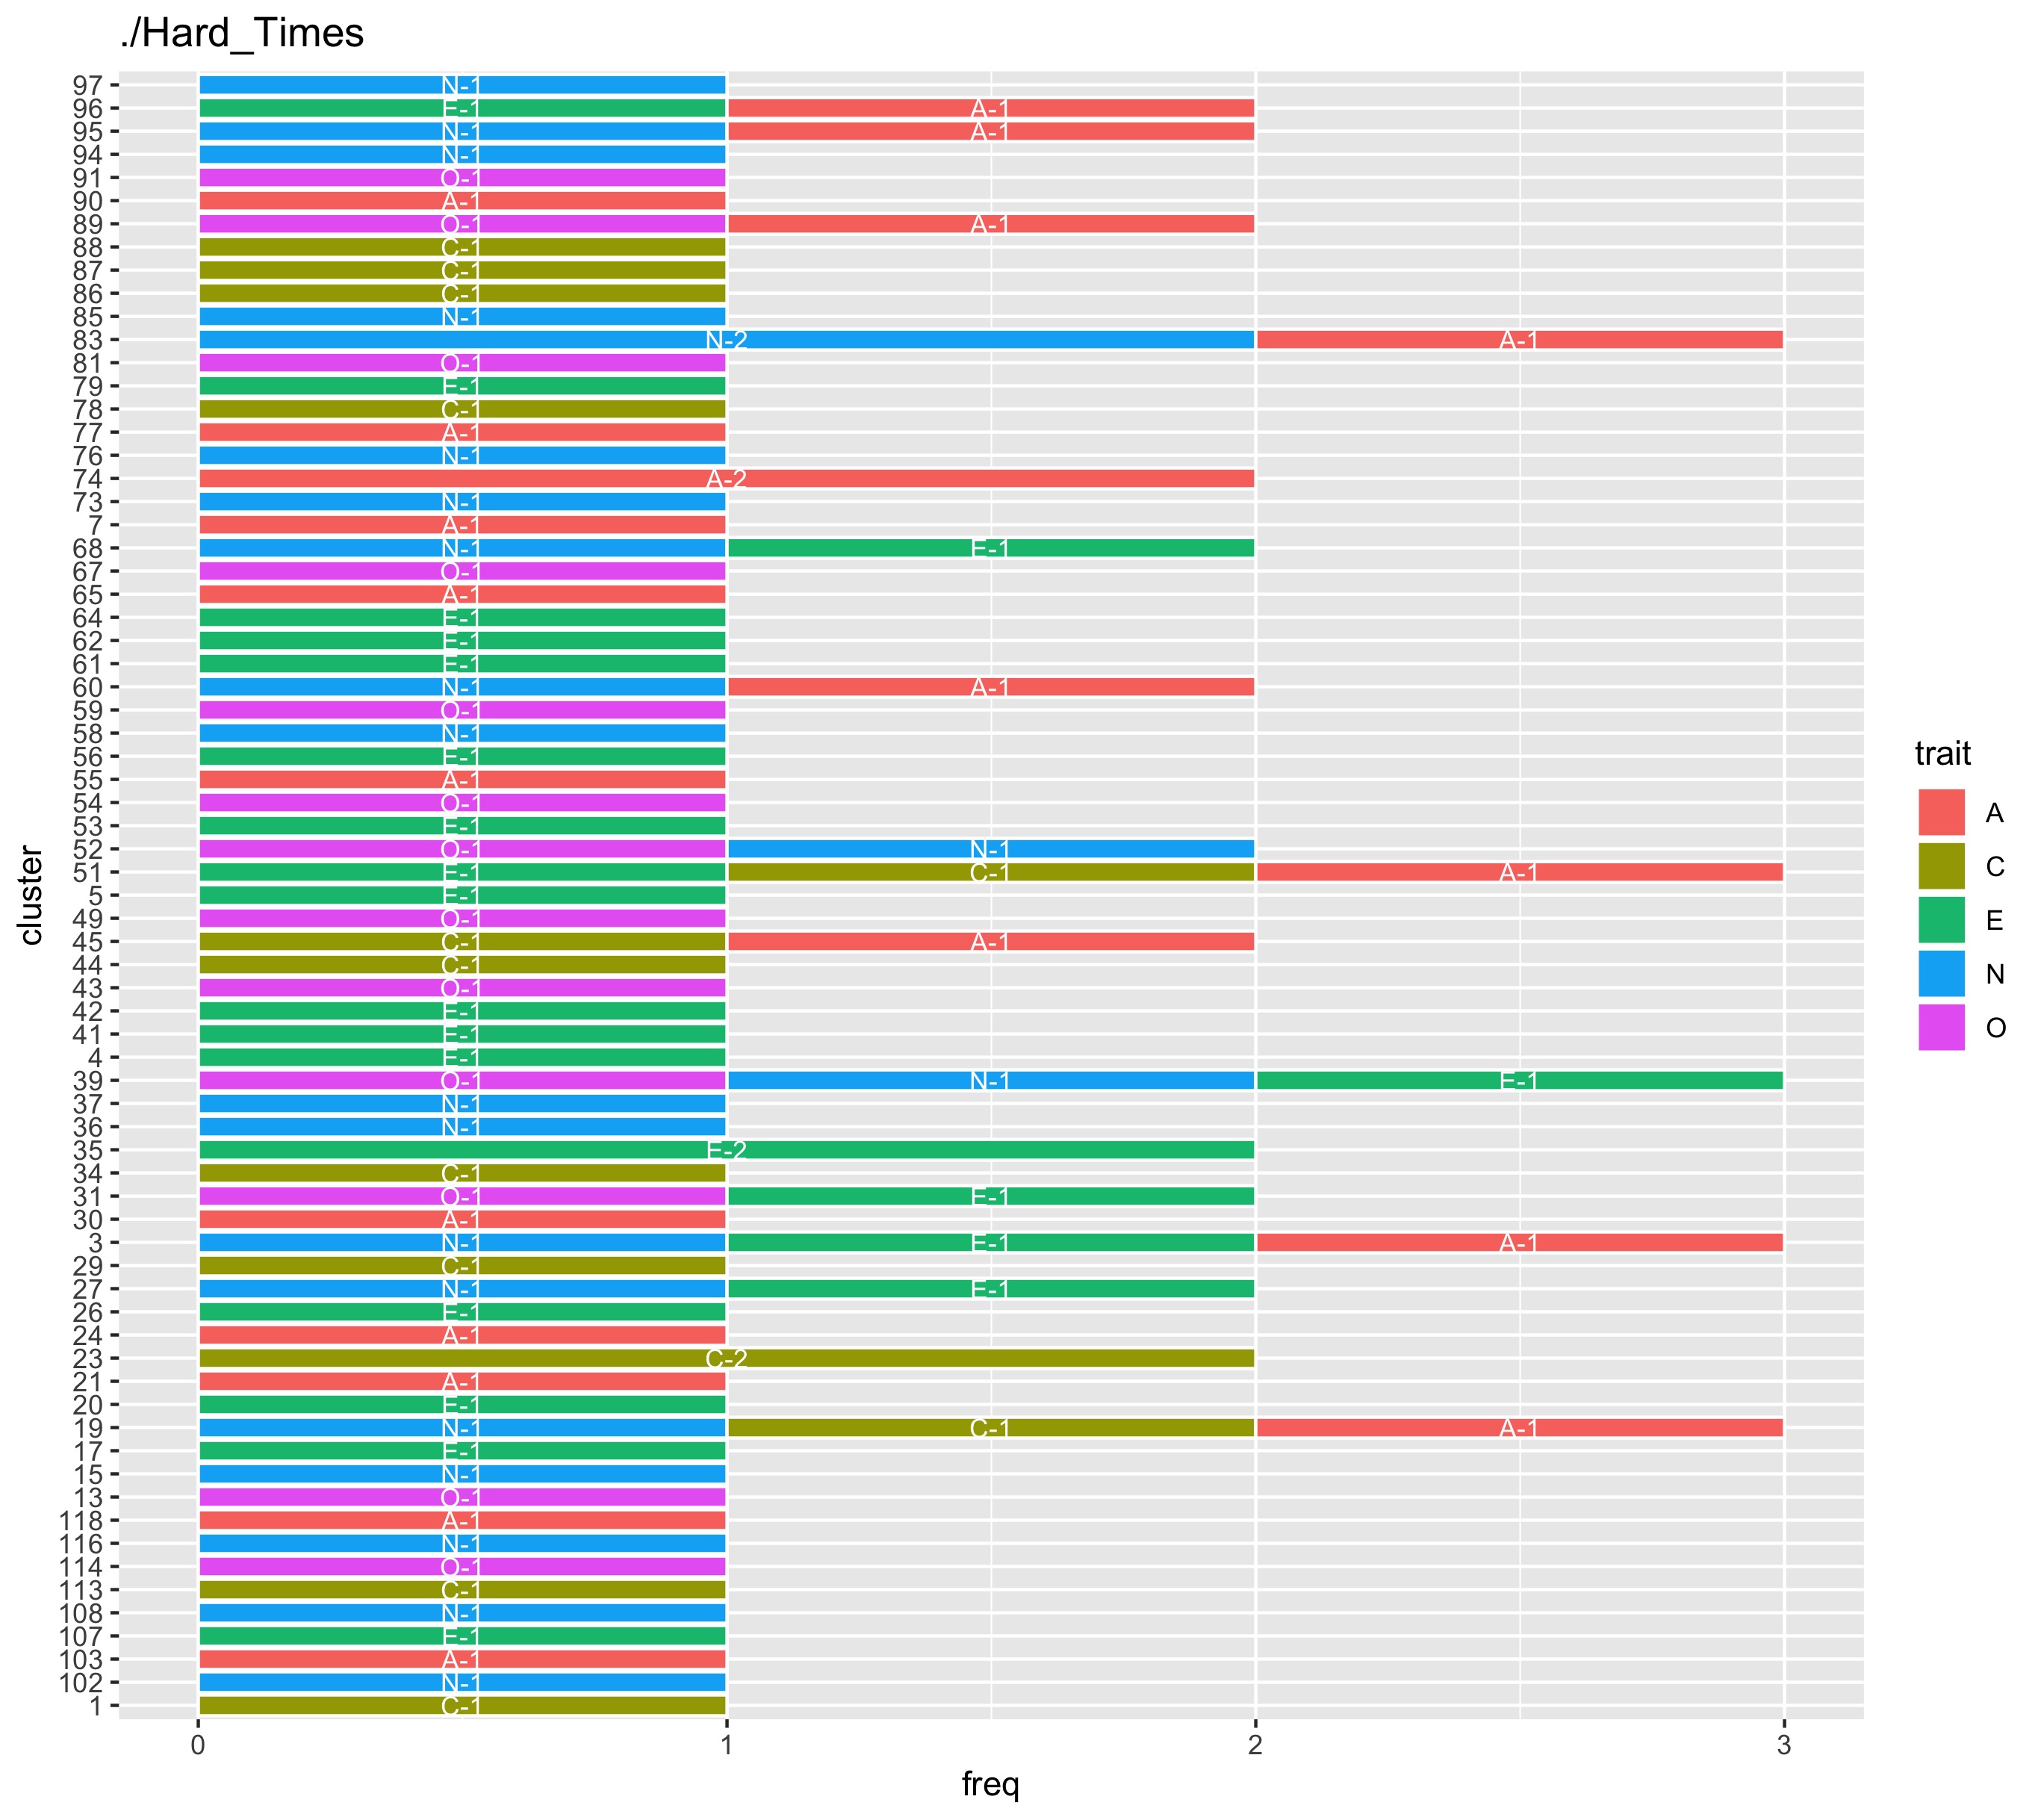 ./Hard_Times
97 N-1
96 E-1 A-1
95 N-1 A-1
94 N-1
91 O-1
90 A-1
89 O-1 A-1
88 C-1
87 C-1
86 C-1
85 N-1
83 N-2 A-1
81 O-1
79 E-1
78 C-1
77 A-1
76 N-1
74 A-2
73 N-1
7 A-1
68 N-1 E-1
67 O-1
65 A-1
64 E-1
62 E-1
61 E-1
60 N-1 A-1
59 O-1
58 N-1
56 E-1
55 A-1
54 O-1
53 E-1
52 O-1 N-1
51 E-1 C-1 A-1
5 E-1
49 O-1
45 C-1 A-1
44 C-1
43 O-1
42 E-1
41 E-1
4 E-1
39 O-1 N-1 E-1
37 N-1
36 N-1
35 E-2
34 C-1
31 O-1 E-1
30 A-1
3 N-1 E-1 A-1
29 C-1
27 N-1 E-1
26 E-1
24 A-1
23 C-2
21 A-1
20 E-1
19 N-1 C-1 A-1
17 E-1
15 N-1
13 O-1
118 A-1
116 N-1
114 O-1
113 C-1
108 N-1
107 E-1
103 A-1
102 N-1
1 C-1
0 1 2 3
freq
cluster
trait
A
C
E
N
O